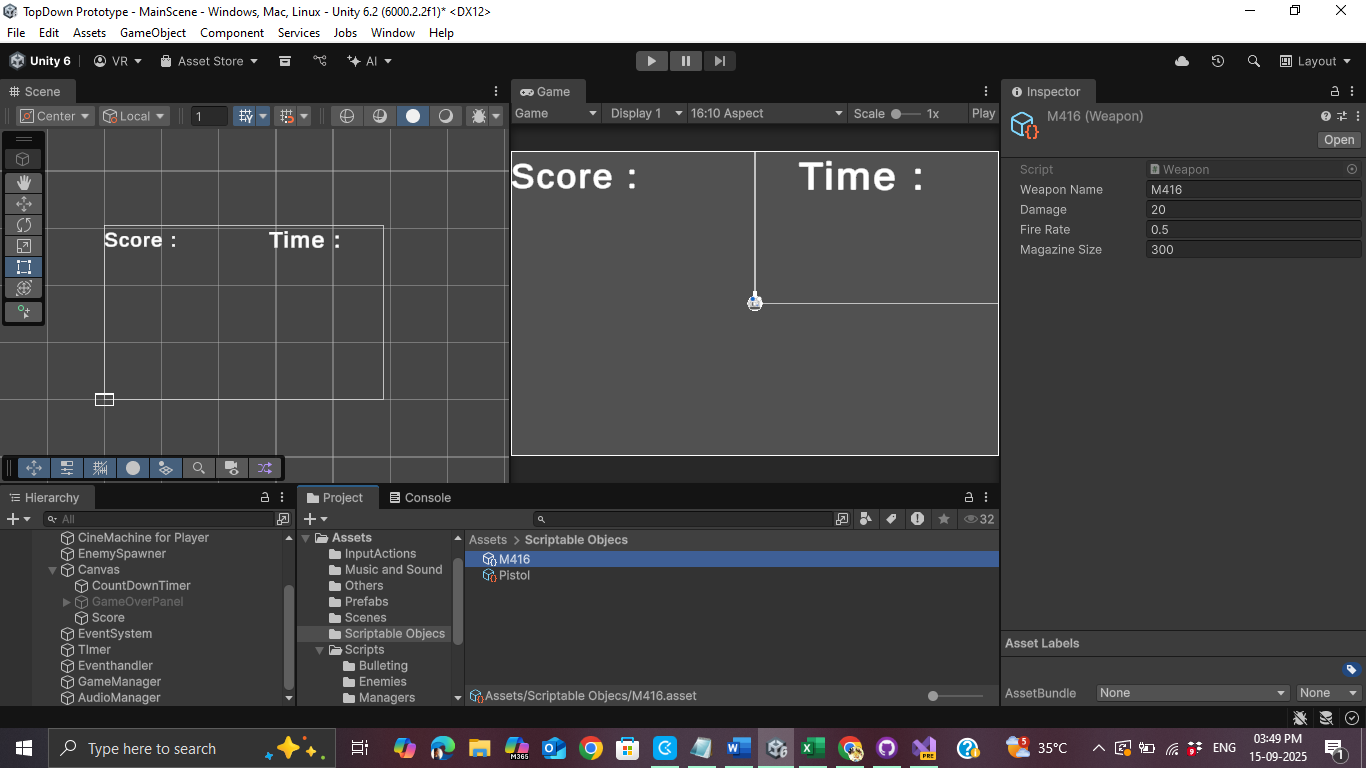 TopDown Prototype - MainScene - Windows, Mac, Linux - Unity 6.2 (6000.2.2f1)* <DX12>
File Edit Assets GameObject Component Services Jobs Window Help
Unity 6 VR Asset Store AI Layout
Scene
Game
Inspector
Center Local 1
Game Display 1 16:10 Aspect Scale 1x Play
M416 (Weapon)
Open
Script Weapon
Weapon Name M416
Damage 20
Fire Rate 0.5
Magazine Size 300
Score :
Time :
Score :
Time :
Hierarchy
Project
Console
All
32
CineMachine for Player
EnemySpawner
Canvas
CountDownTimer
GameOverPanel
Score
EventSystem
TImer
Eventhandler
GameManager
AudioManager
Assets
InputActions
Music and Sound
Others
Prefabs
Scenes
Scriptable Objecs
Scripts
Bulleting
Enemies
Managers
Assets > Scriptable Objecs
M416
Pistol
Assets/Scriptable Objecs/M416.asset
Asset Labels
AssetBundle None None
Type here to search
M365
PRE
5
35°C
ENG
03:49 PM
15-09-2025
1